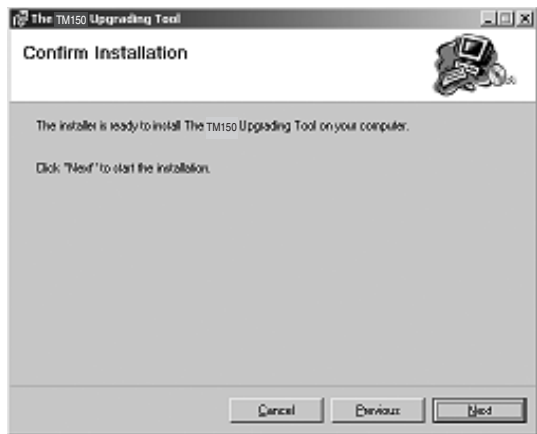 The TM150 Upgrading Tool
Confirm Installation
The installer is ready to install The TM150 Upgrading Tool on your computer.
Click "Next" to start the installation.
Cancel
Previous
Next